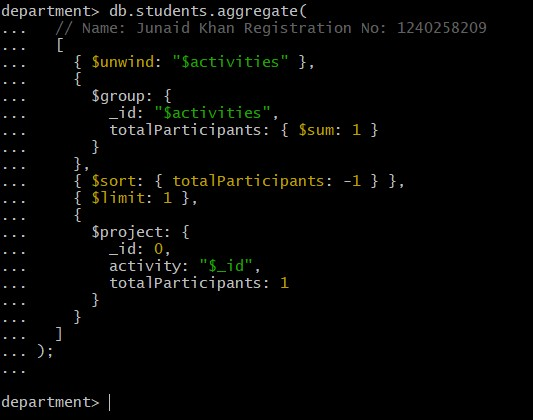 department> db.students.aggregate(
...   // Name: Junaid Khan Registration No: 1240258209
...   [
...     { $unwind: "$activities" },
...     {
...       $group: {
...         _id: "$activities",
...         totalParticipants: { $sum: 1 }
...       }
...     },
...     { $sort: { totalParticipants: -1 } },
...     { $limit: 1 },
...     {
...       $project: {
...         _id: 0,
...         activity: "$_id",
...         totalParticipants: 1
...       }
...     }
...   ]
... );
...
department>